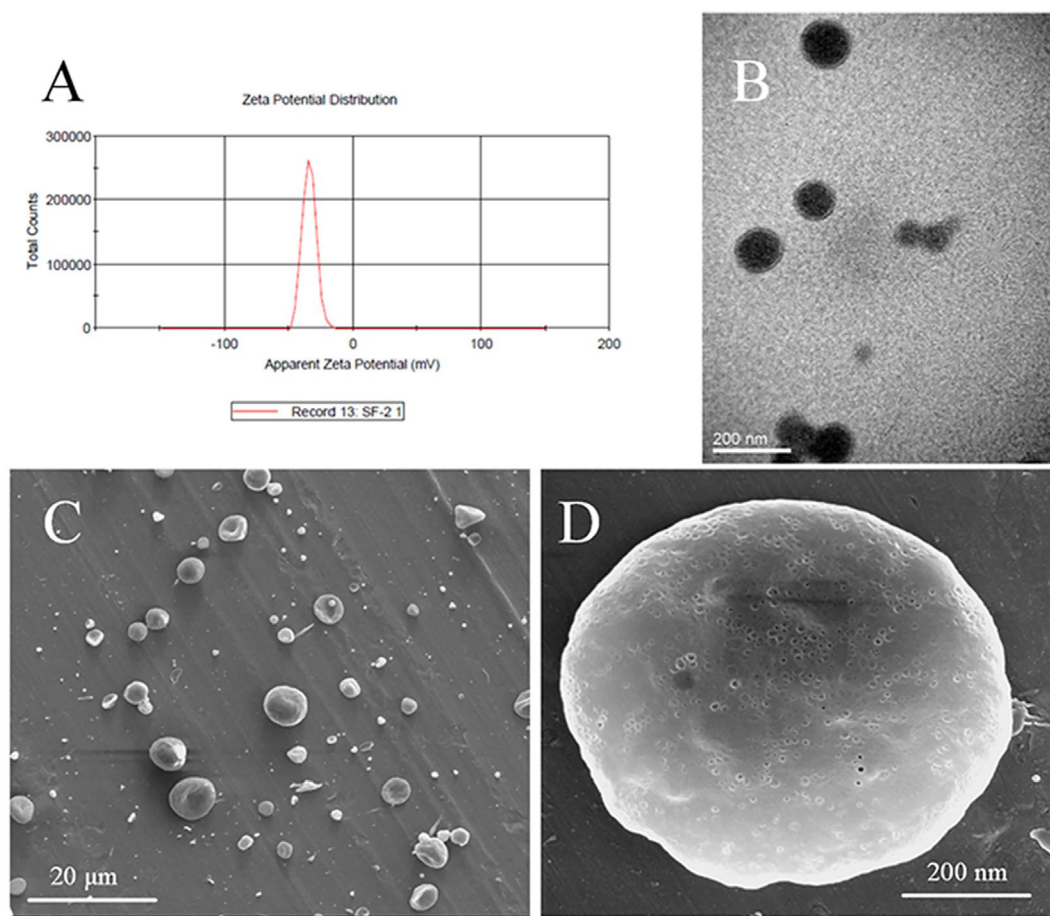 A
Zeta Potential Distribution
300000
200000
100000
0
Total Counts
-100
0
100
200
Apparent Zeta Potential (mV)
Record 13: SF-2 1
B
200 nm
C
20 μm
D
200 nm